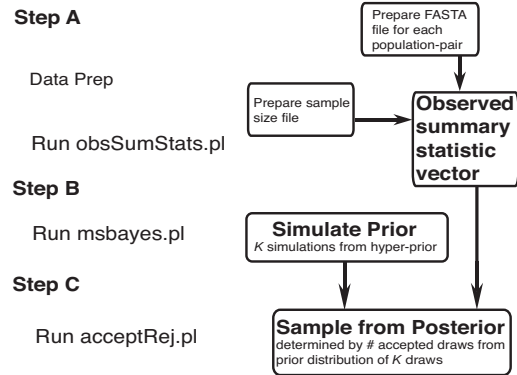 Step A
Prepare FASTA
file for each
population-pair
Data Prep
Prepare sample
size file
Observed
summary
statistic
vector
Run obsSumStats.pl
Step B
Run msbayes.pl
Simulate Prior
K simulations from hyper-prior
Step C
Run acceptRej.pl
Sample from Posterior
determined by # accepted draws from
prior distribution of K draws